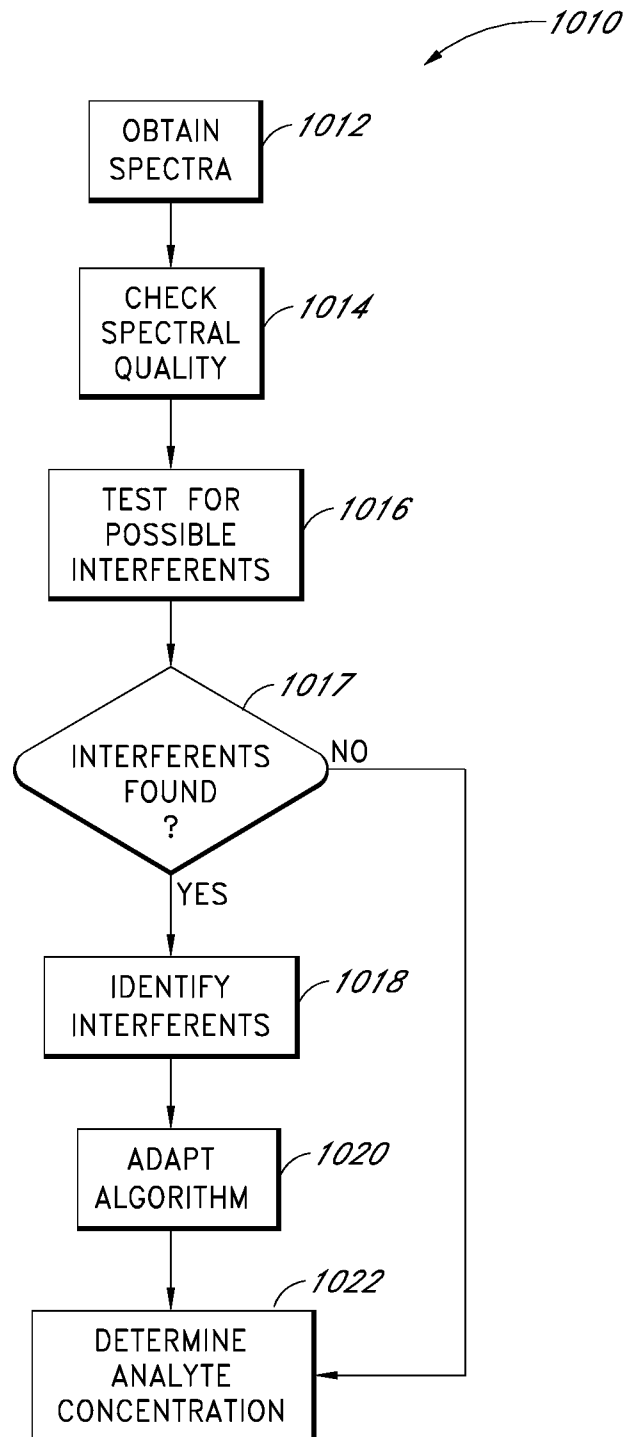 1010
OBTAIN
SPECTRA
1012
CHECK
SPECTRAL
QUALITY
1014
TEST FOR
POSSIBLE
INTERFERENTS
1016
1017
INTERFERENTS
FOUND
?
NO
YES
IDENTIFY
INTERFERENTS
1018
ADAPT
ALGORITHM
1020
1022
DETERMINE
ANALYTE
CONCENTRATION